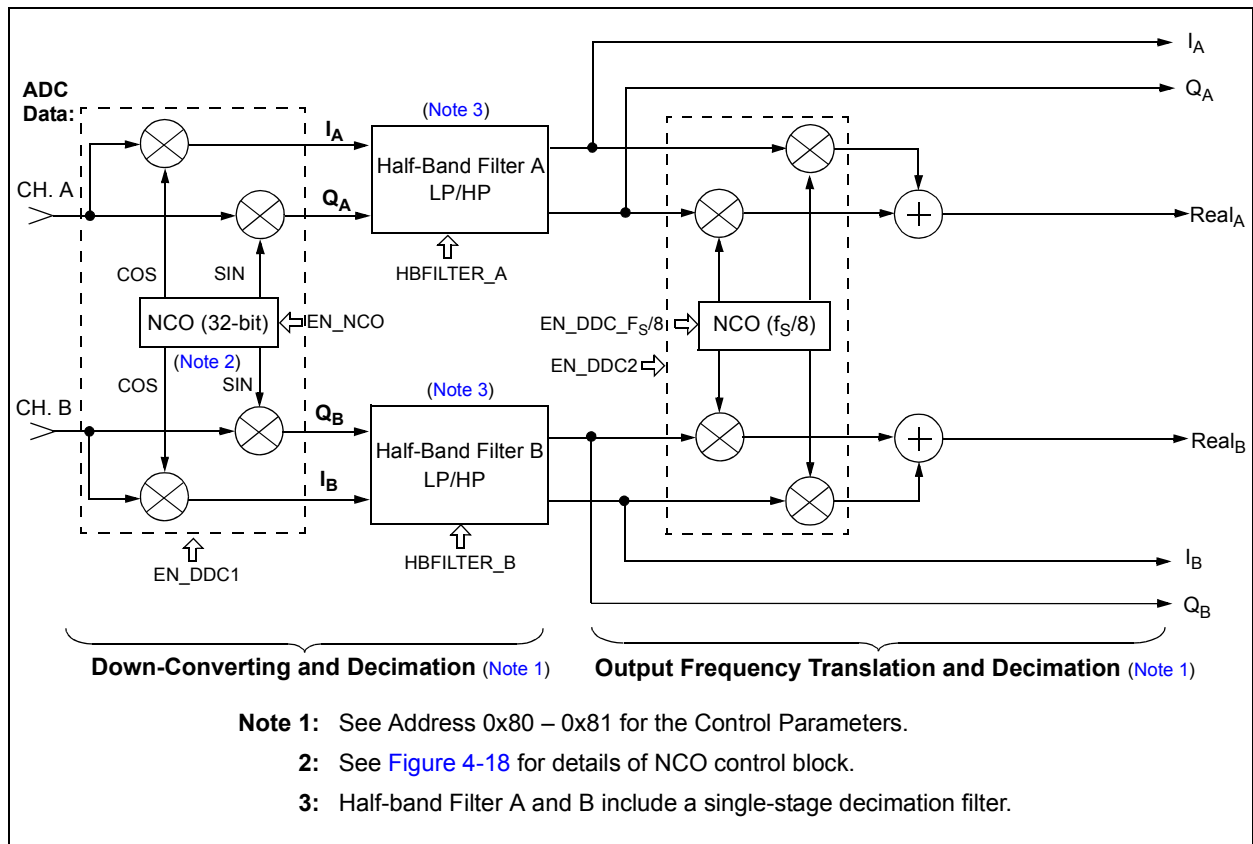 I_A
Q_A
ADC
Data:
(Note 3)
I_A
Half-Band Filter A
LP/HP
CH. A
Q_A
Real_A
HBFILTER_A
COS
SIN
NCO (32-bit)
EN_NCO
EN_DDC_F_S/8
NCO (f_S/8)
(Note 2)
EN_DDC2
COS
SIN
(Note 3)
CH. B
Q_B
Half-Band Filter B
LP/HP
Real_B
I_B
HBFILTER_B
EN_DDC1
I_B
Q_B
Down-Converting and Decimation (Note 1)
Output Frequency Translation and Decimation (Note 1)
Note 1: See Address 0x80 – 0x81 for the Control Parameters.
2: See Figure 4-18 for details of NCO control block.
3: Half-band Filter A and B include a single-stage decimation filter.